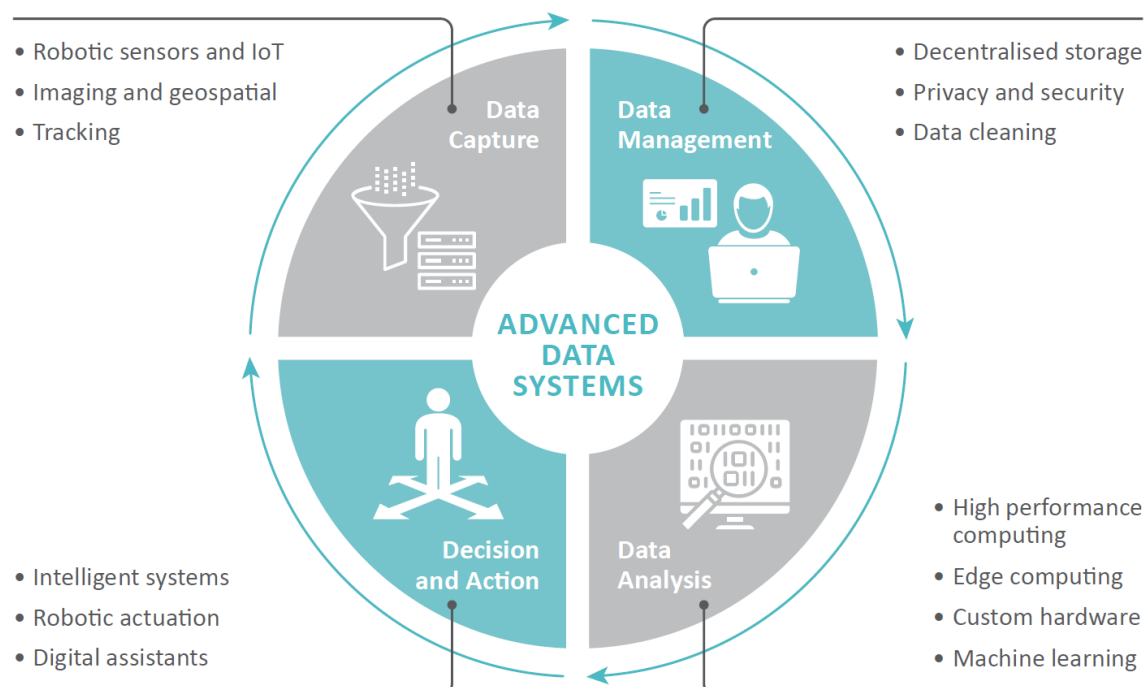 • Robotic sensors and IoT
• Imaging and geospatial
• Tracking
Data
Capture
Data
Management
• Decentralised storage
• Privacy and security
• Data cleaning
ADVANCED
DATA
SYSTEMS
Decision
and Action
• Intelligent systems
• Robotic actuation
• Digital assistants
Data
Analysis
• High performance
computing
• Edge computing
• Custom hardware
• Machine learning